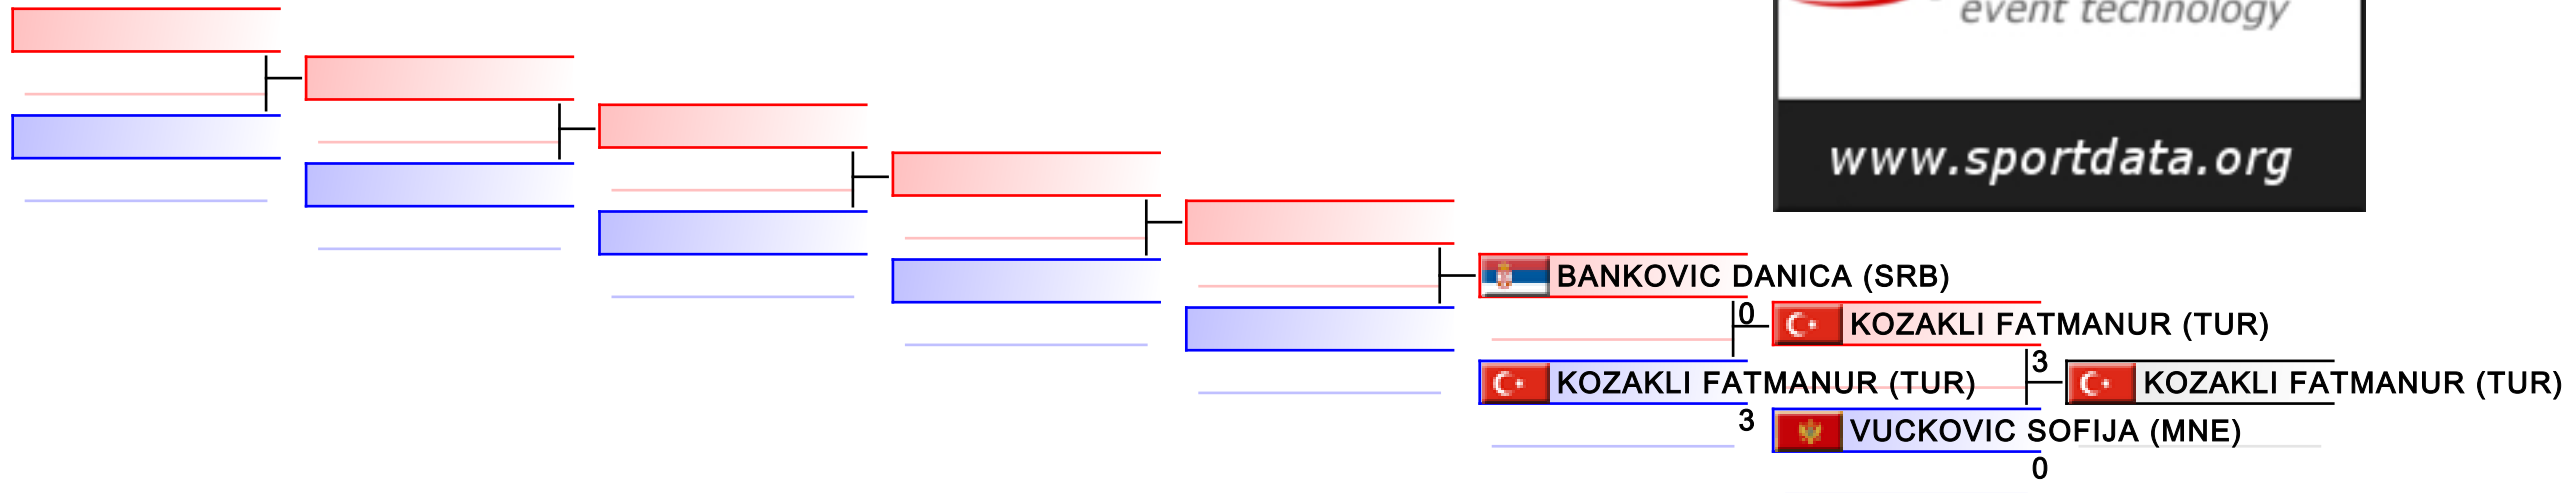 event technology
www.sportdata.org
BANKOVIC DANICA (SRB)
0
KOZAKLI FATMANUR (TUR)
3
KOZAKLI FATMANUR (TUR)
KOZAKLI FATMANUR (TUR)
3
VUCKOVIC SOFIJA (MNE)
0